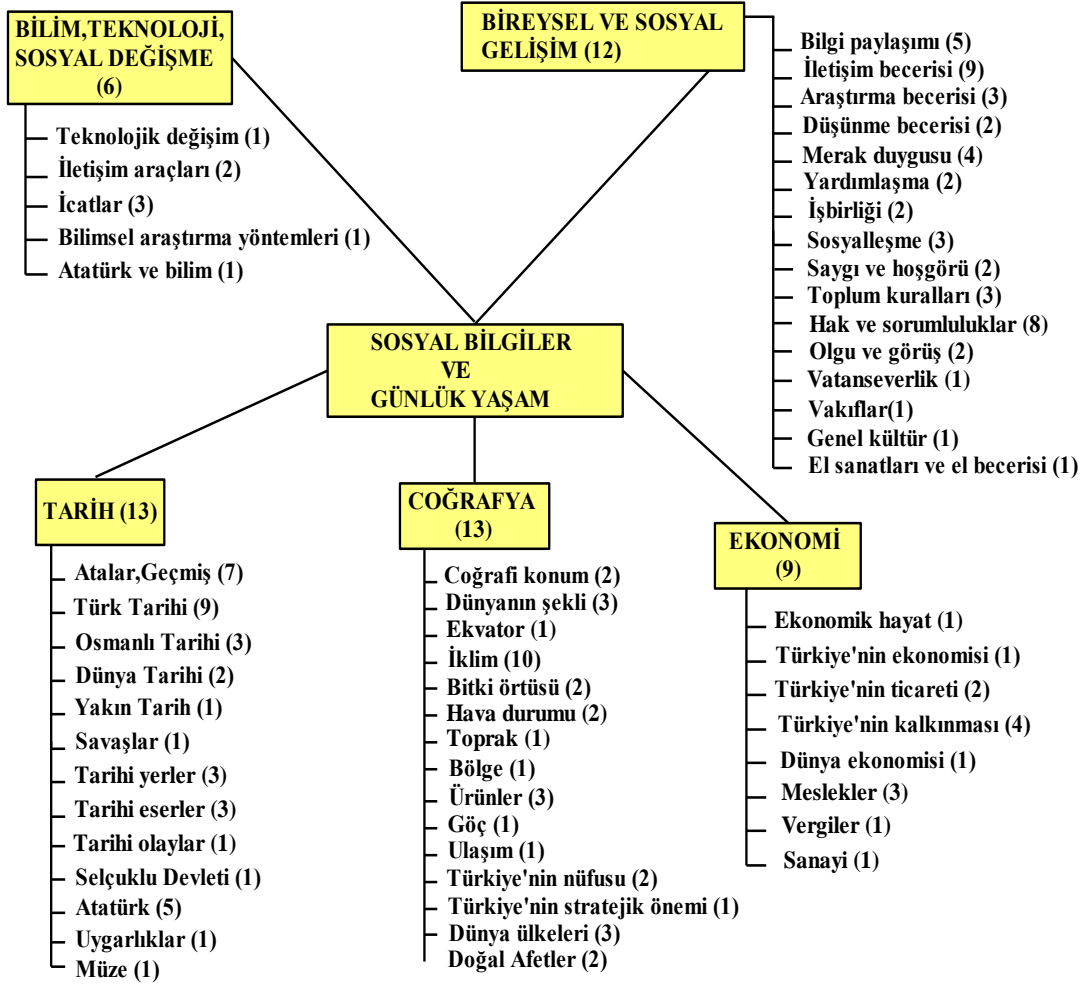 BİLİM,TEKNOLOJİ,
SOSYAL DEĞİŞME
(6)
Teknolojik değişim (1)
İletişim araçları (2)
İcatlar (3)
Bilimsel araştırma yöntemleri (1)
Atatürk ve bilim (1)
BİREYSEL VE SOSYAL
GELİŞİM (12)
Bilgi paylaşımı (5)
İletişim becerisi (9)
Araştırma becerisi (3)
Düşünme becerisi (2)
Merak duygusu (4)
Yardımlaşma (2)
İşbirliği (2)
Sosyalleşme (3)
Saygı ve hoşgörü (2)
Toplum kuralları (3)
Hak ve sorumluluklar (8)
Olgu ve görüş (2)
Vatanseverlik (1)
Vakıflar(1)
Genel kültür (1)
El sanatları ve el becerisi (1)
SOSYAL BİLGİLER
VE
GÜNLÜK YAŞAM
TARİH (13)
Atalar,Geçmiş (7)
Türk Tarihi (9)
Osmanlı Tarihi (3)
Dünya Tarihi (2)
Yakın Tarih (1)
Savaşlar (1)
Tarihi yerler (3)
Tarihi eserler (3)
Tarihi olaylar (1)
Selçuklu Devleti (1)
Atatürk (5)
Uygarlıklar (1)
Müze (1)
COĞRAFYA
(13)
Coğrafi konum (2)
Dünyanın şekli (3)
Ekvator (1)
İklim (10)
Bitki örtüsü (2)
Hava durumu (2)
Toprak (1)
Bölge (1)
Ürünler (3)
Göç (1)
Ulaşım (1)
Türkiye'nin nüfusu (2)
Türkiye'nin stratejik önemi (1)
Dünya ülkeleri (3)
Doğal Afetler (2)
EKONOMİ
(9)
Ekonomik hayat (1)
Türkiye'nin ekonomisi (1)
Türkiye'nin ticareti (2)
Türkiye'nin kalkınması (4)
Dünya ekonomisi (1)
Meslekler (3)
Vergiler (1)
Sanayi (1)